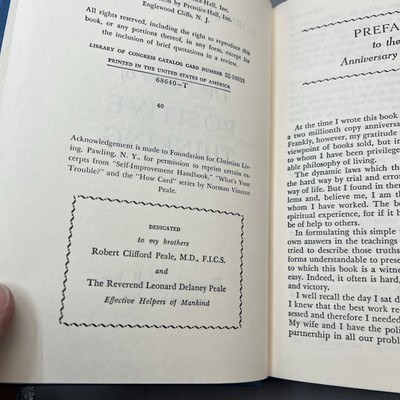 by Prentice-Hall, Inc.
Englewood Cliffs, N. J.
All rights reserved, including the right to reproduce this
book, or any portions thereof, in any form, except for
the inclusion of brief quotations in a review.
LIBRARY OF CONGRESS CATALOG CARD NUMBER 52-10838
PRINTED IN THE UNITED STATES OF AMERICA
68640—T
40
Acknowledgement is made to Foundation for Christian Liv-
ing, Pawling, N. Y., for permission to reprint certain ex-
cerpts from "Self-Improvement Handbook," "What's Your
Trouble?" and the "How Card" series by Norman Vincent
Peale.
DEDICATED
to my brothers
Robert Clifford Peale, M.D., F.I.C.S.
and
The Reverend Leonard Delaney Peale
Effective Helpers of Mankind
PREFA
to the
Anniversary
At the time I wrote this book
a two millionth copy anniversar
Frankly, however, my gratitude
viewpoint of books sold, but in
to whom I have been privilege
able philosophy of living.
The dynamic laws which the
the hard way by trial and error
way of life. But I found in them
lems and, believe me, I am the
whom I have worked. The boo
spiritual experience, for if it h
be of help to others.
In formulating this simple
own answers in the teachings
tried to describe those truths
forms understandable to present
to which this book is a witne
easy. Indeed, it often is hard,
and victory.
I well recall the day I sat d
I knew that the best work re
sessed and therefore I needed
My wife and I have the poli
partnership in all our probl